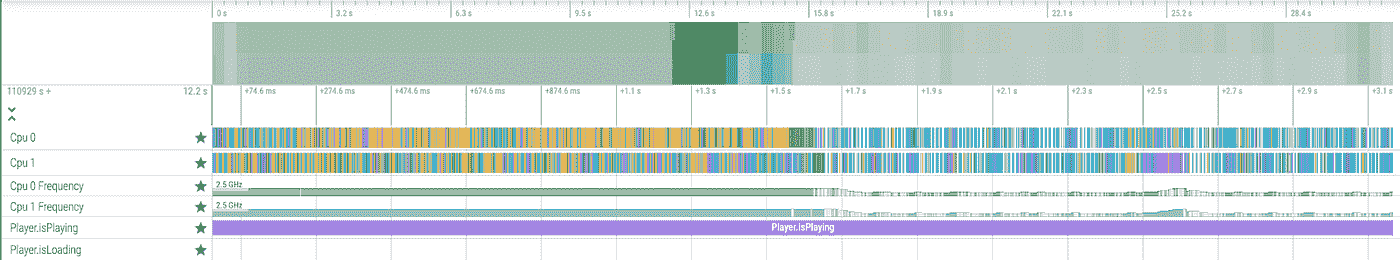 0 s 3.2 s 6.3 s 9.5 s 12.6 s 15.8 s 18.9 s 22.1 s 25.2 s 28.4 s
110929 s + 12.2 s +74.6 ms +274.6 ms +474.6 ms +674.6 ms +874.6 ms +1.1 s +1.3 s +1.5 s +1.7 s +1.9 s +2.1 s +2.3 s +2.5 s +2.7 s +2.9 s +3.1 s
Cpu 0
Cpu 1
Cpu 0 Frequency 2.5 GHz
Cpu 1 Frequency 2.5 GHz
Player.isPlaying Player.isPlaying
Player.isLoading